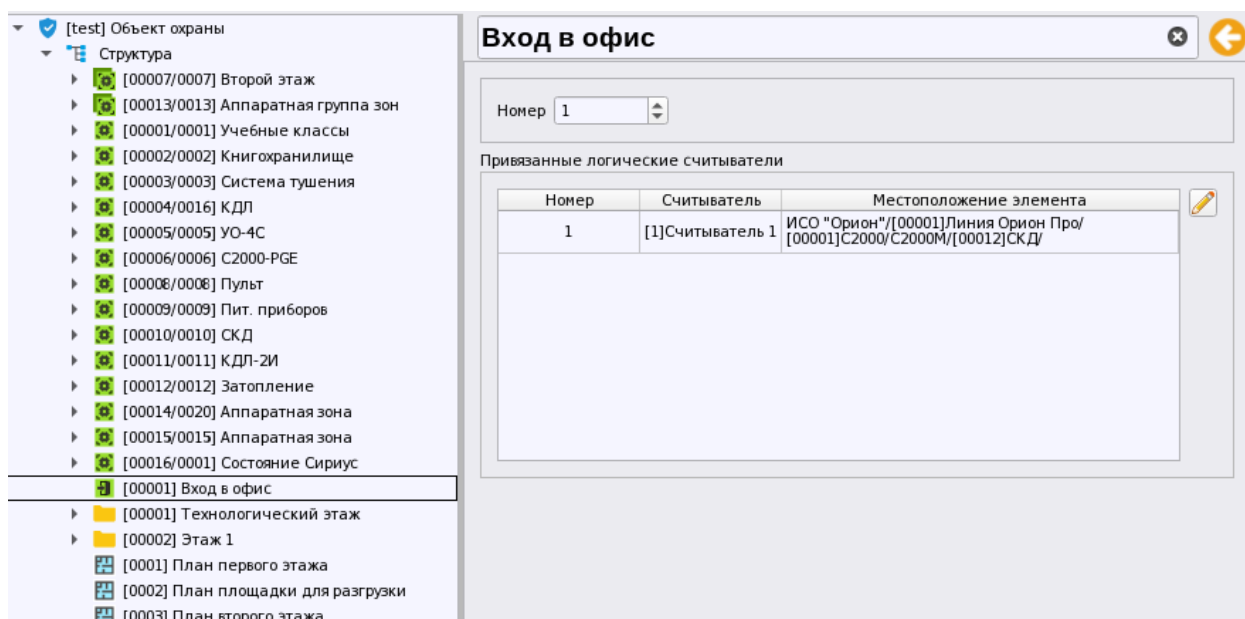 [test] Объект охраны
Структура
[00007/0007] Второй этаж
[00013/0013] Аппаратная группа зон
[00001/0001] Учебные классы
[00002/0002] Книгохранилище
[00003/0003] Система тушения
[00004/0016] КДЛ
[00005/0005] УО-4С
[00006/0006] С2000-PGE
[00008/0008] Пульт
[00009/0009] Пит. приборов
[00010/0010] СКД
[00011/0011] КДЛ-2И
[00012/0012] Затопление
[00014/0020] Аппаратная зона
[00015/0015] Аппаратная зона
[00016/0001] Состояние Сириус
[00001] Вход в офис
[00001] Технологический этаж
[00002] Этаж 1
[0001] План первого этажа
[0002] План площадки для разгрузки
[0003] План второго этажа
Вход в офис
Номер 1
Привязанные логические считыватели
Номер Считыватель Местоположение элемента
1 [1]Считыватель 1 ИСО "Орион"/[00001]Линия Орион Про/
[00001]С2000/С2000М/[00012]СКД/